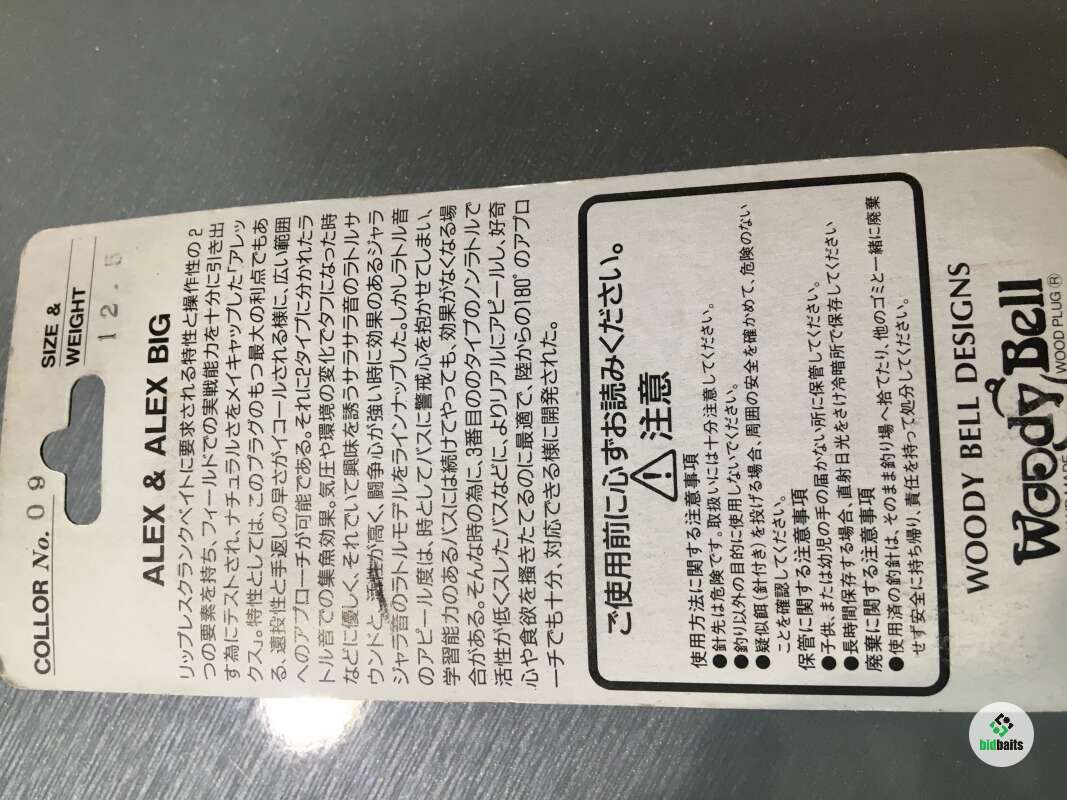 COLLOR No. 09
SIZE &
WEIGHT 12.5
ALEX & ALEX BIG
リップレスクランクベイトに要求される特性と操作性の2
つの要素を持ち、フィールドでの実戦能力を十分に引き出
す為にテストされ、ナチュラルさをメイキャップした「アレッ
クス」。特性としては、このプラグのもつ最大の利点でもあ
る、遠投性と手返しの早さがイコールされる様に、広い範囲
へのアプローチが可能である。それに2タイプに分かれたラ
トル音での集魚効果。気圧や環境の変化でタフになった時
などに優しく、それでいて興味を誘うサラサラ音のラトルサ
ウンドと、活性が高く、闘争心が強い時に効果のあるジャラ
ジャラ音のラトルモデルをラインナップした。しかしラトル音
のアピール度は、時としてバスに警戒心を抱かせてしまい、
学習能力のあるバスには続けてやっても、効果がなくなる場
合がある。そんな時の為に、3番目ののタイプのノンラトルで
活性が低くスレたバスなどに、よりリアルにアピールし、好奇
心や食欲を掻きたてるのに最適で、陸からの180°のアプロ
ーチでも十分、対応できる様に開発された。
ご使用前に必ずお読みください。
注意
使用方法に関する注意事項
●針先は危険です。取扱いには十分注意してください。
●釣り以外の目的に使用しないでください。
●疑似餌(針付き)を投げる場合、周囲の安全を確かめて、危険のない
ことを確認してください。
保管に関する注意事項
●子供、または幼児の手の届かない所に保管してください。
●長時間保存する場合、直射日光をさけ冷暗所で保存してください
廃棄に関する注意事項
●使用済の釣針は、そのまま釣り場へ捨てたり、他のゴミと一緒に廃棄
せず安全に持ち帰り、責任を持って処分してください。
WOODY BELL DESIGNS
Woody Bell
WOOD PLUG®
bidbaits